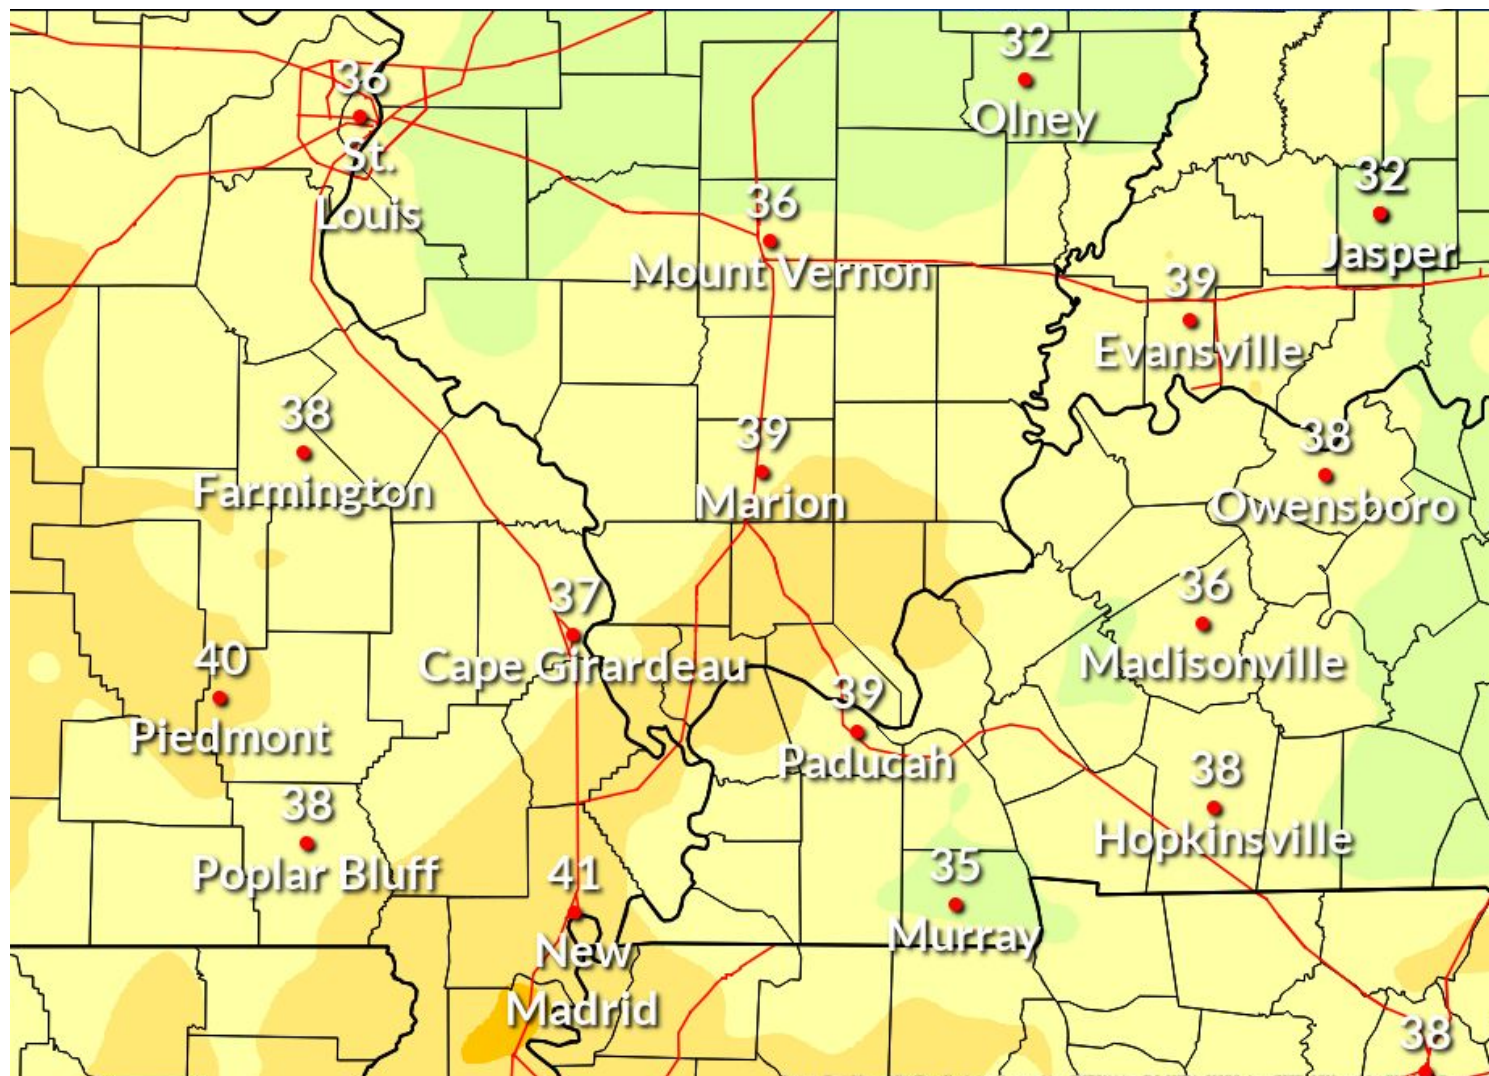 32
Olney
36
St.
Louis
32
Jasper
36
Mount Vernon
39
Evansville
38
Farmington
39
Marion
38
Owensboro
37
Cape Girardeau
36
Madisonville
40
Piedmont
39
Paducah
38
Poplar Bluff
38
Hopkinsville
41
New
Madrid
35
Murray
38